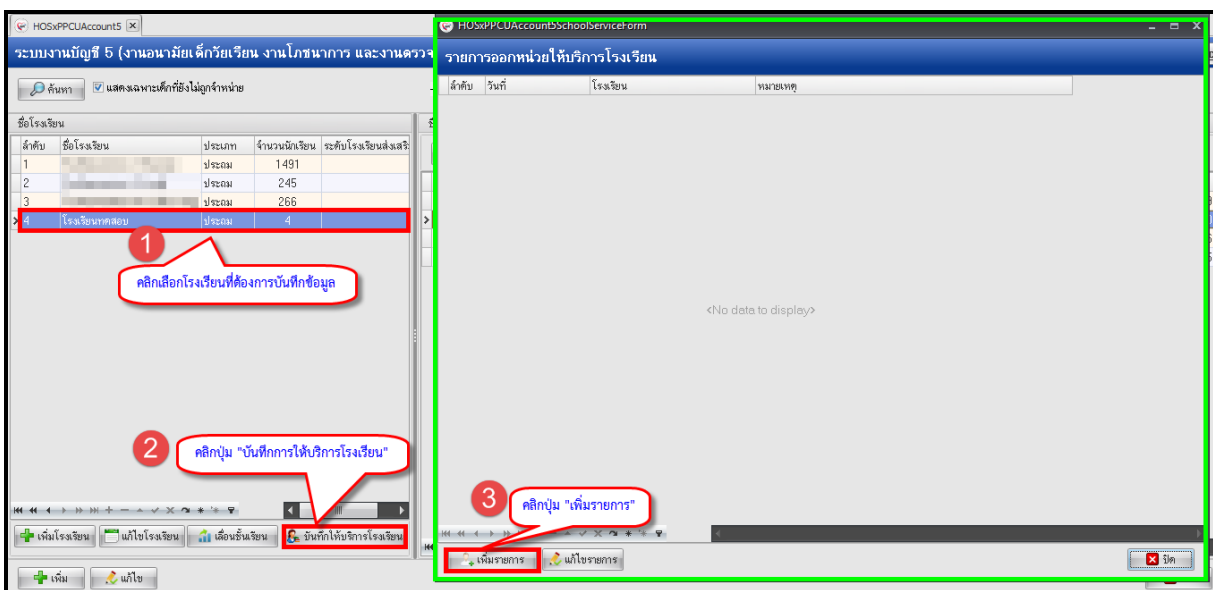 HOSxPPCUAccount5
ระบบงานบัญชี 5 (งานอนามัยเด็กวัยเรียน งานโภชนาการ และงานตรวจ
ค้นหา
แสดงเฉพาะเด็กที่ยังไม่ถูกจำหน่าย
ชื่อโรงเรียน
ลำดับ ชื่อโรงเรียน ประเภท จำนวนนักเรียน ระดับโรงเรียนส่งเสริ
1 ประถม 1491
2 ประถม 245
3 ประถม 266
4 โรงเรียนทดสอบ ประถม 4
1
คลิกเลือกโรงเรียนที่ต้องการบันทึกข้อมูล
2
คลิกปุ่ม "บันทึกการให้บริการโรงเรียน"
เพิ่มโรงเรียน แก้ไขโรงเรียน เลื่อนชั้นเรียน บันทึกให้บริการโรงเรียน
เพิ่ม แก้ไข
HOSxPPCUAccount5SchoolServiceForm
รายการออกหน่วยให้บริการโรงเรียน
ลำดับ วันที่ โรงเรียน หมายเหตุ
<No data to display>
3
คลิกปุ่ม "เพิ่มรายการ"
เพิ่มรายการ แก้ไขรายการ ปิด